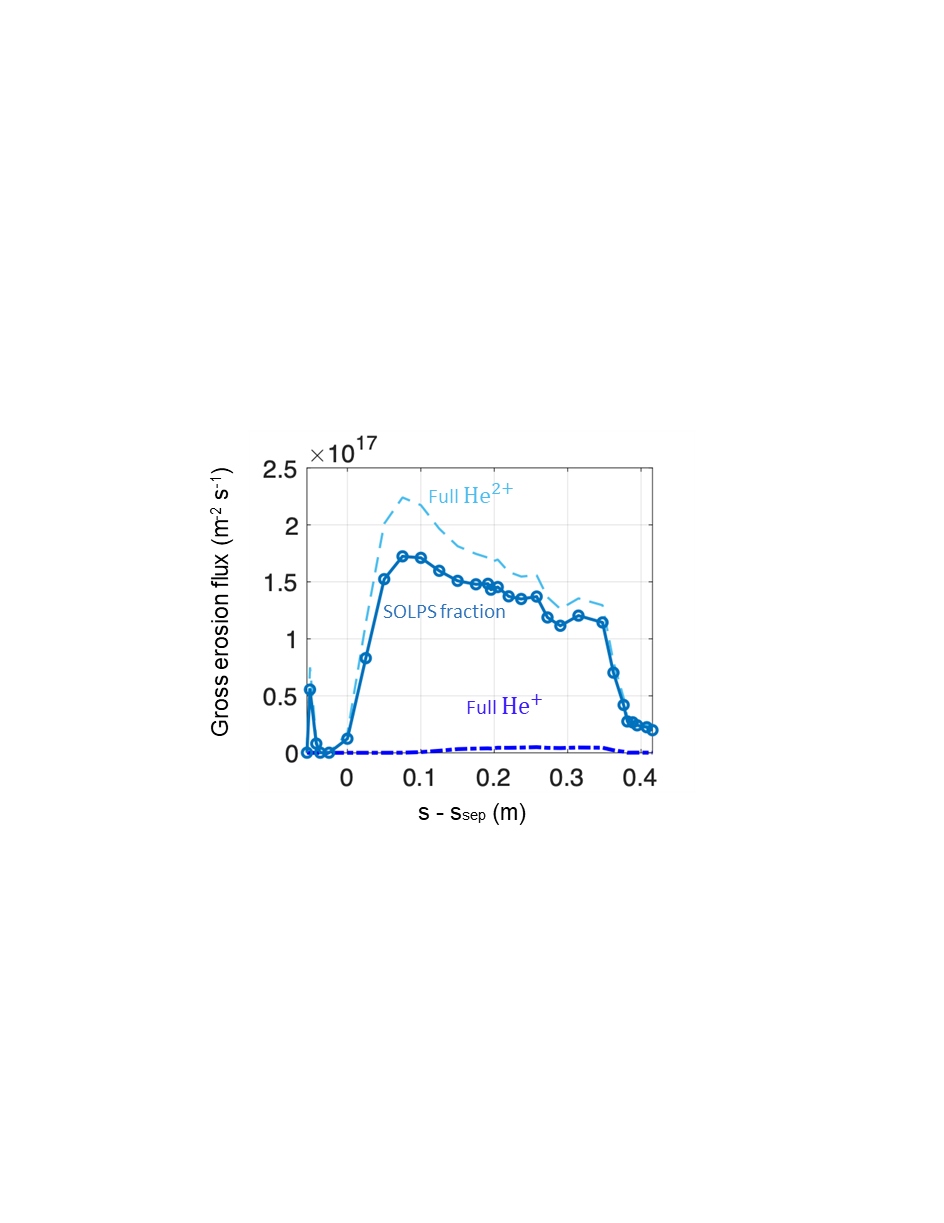 ×10¹⁷
2.5
2
1.5
1
0.5
0
Gross erosion flux (m⁻² s⁻¹)
Full He²⁺
SOLPS fraction
Full He⁺
0 0.1 0.2 0.3 0.4
s - ssep (m)